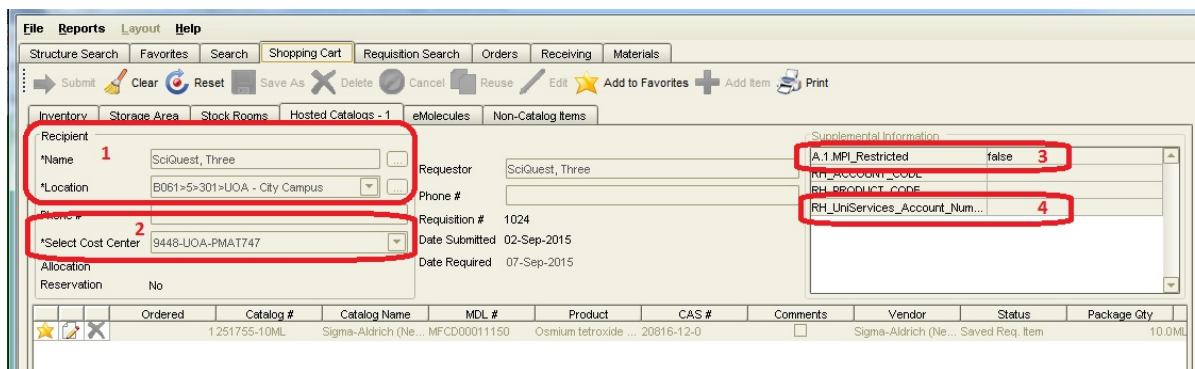 File Reports Layout Help
Structure Search Favorites Search Shopping Cart Requisition Search Orders Receiving Materials
Submit Clear Reset Save As Delete Cancel Reuse Edit Add to Favorites Add Item Print
Inventory Storage Area Stock Rooms Hosted Catalogs - 1 eMolecules Non-Catalog Items
Recipient
*Name 1 SciQuest, Three ...
*Location B061>5>301>UOA - City Campus ...
Phone #
*Select Cost Center 2 9448-UOA-PMAT747
Allocation
Reservation No
Requestor SciQuest, Three
Phone #
Requisition # 1024
Date Submitted 02-Sep-2015
Date Required 07-Sep-2015
Supplemental Information
A.1.MPI_Restricted false 3
RH_ACCOUNT_CODE
RH_PRODUCT_CODE
RH_UniServices_Account_Num... 4
Ordered Catalog # Catalog Name MDL # Product CAS # Comments Vendor Status Package Qty
1 251755-10ML Sigma-Aldrich (Ne... MFCD00011150 Osmium tetroxide ... 20816-12-0 Sigma-Aldrich (Ne... Saved Req. Item 10.0ML